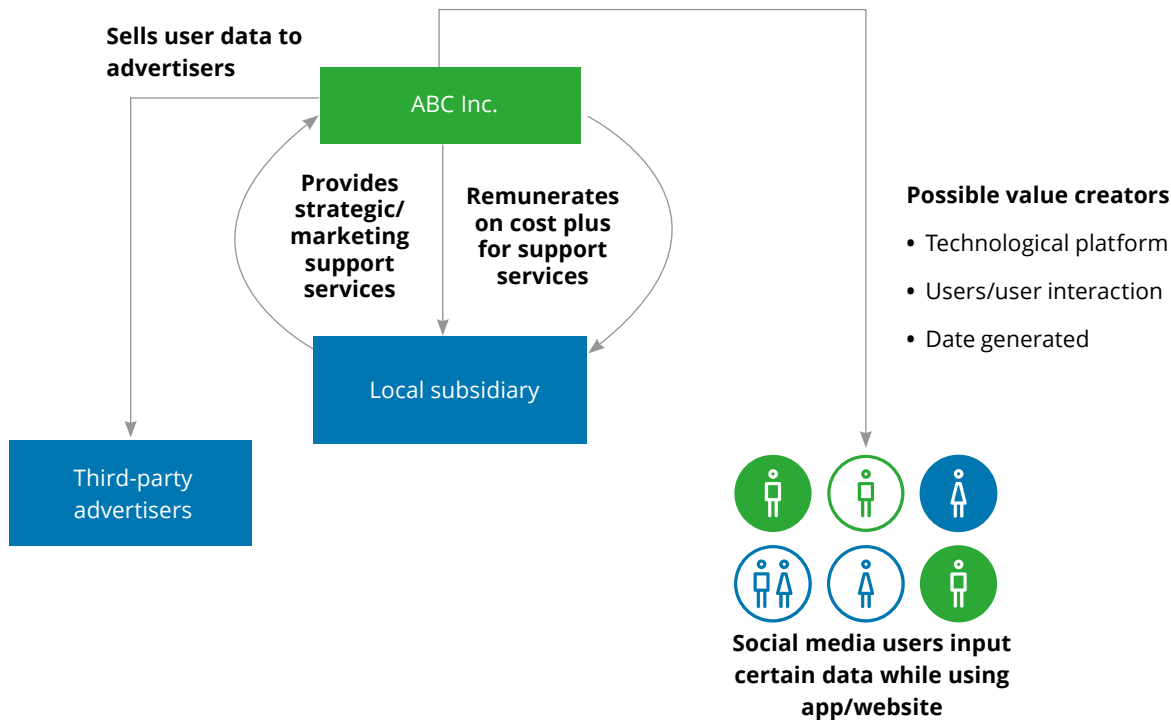 Sells user data to
advertisers
ABC Inc.
Provides
strategic/
marketing
support
services
Remunerates
on cost plus
for support
services
Possible value creators
• Technological platform
• Users/user interaction
• Date generated
Local subsidiary
Third-party
advertisers
Social media users input
certain data while using
app/website